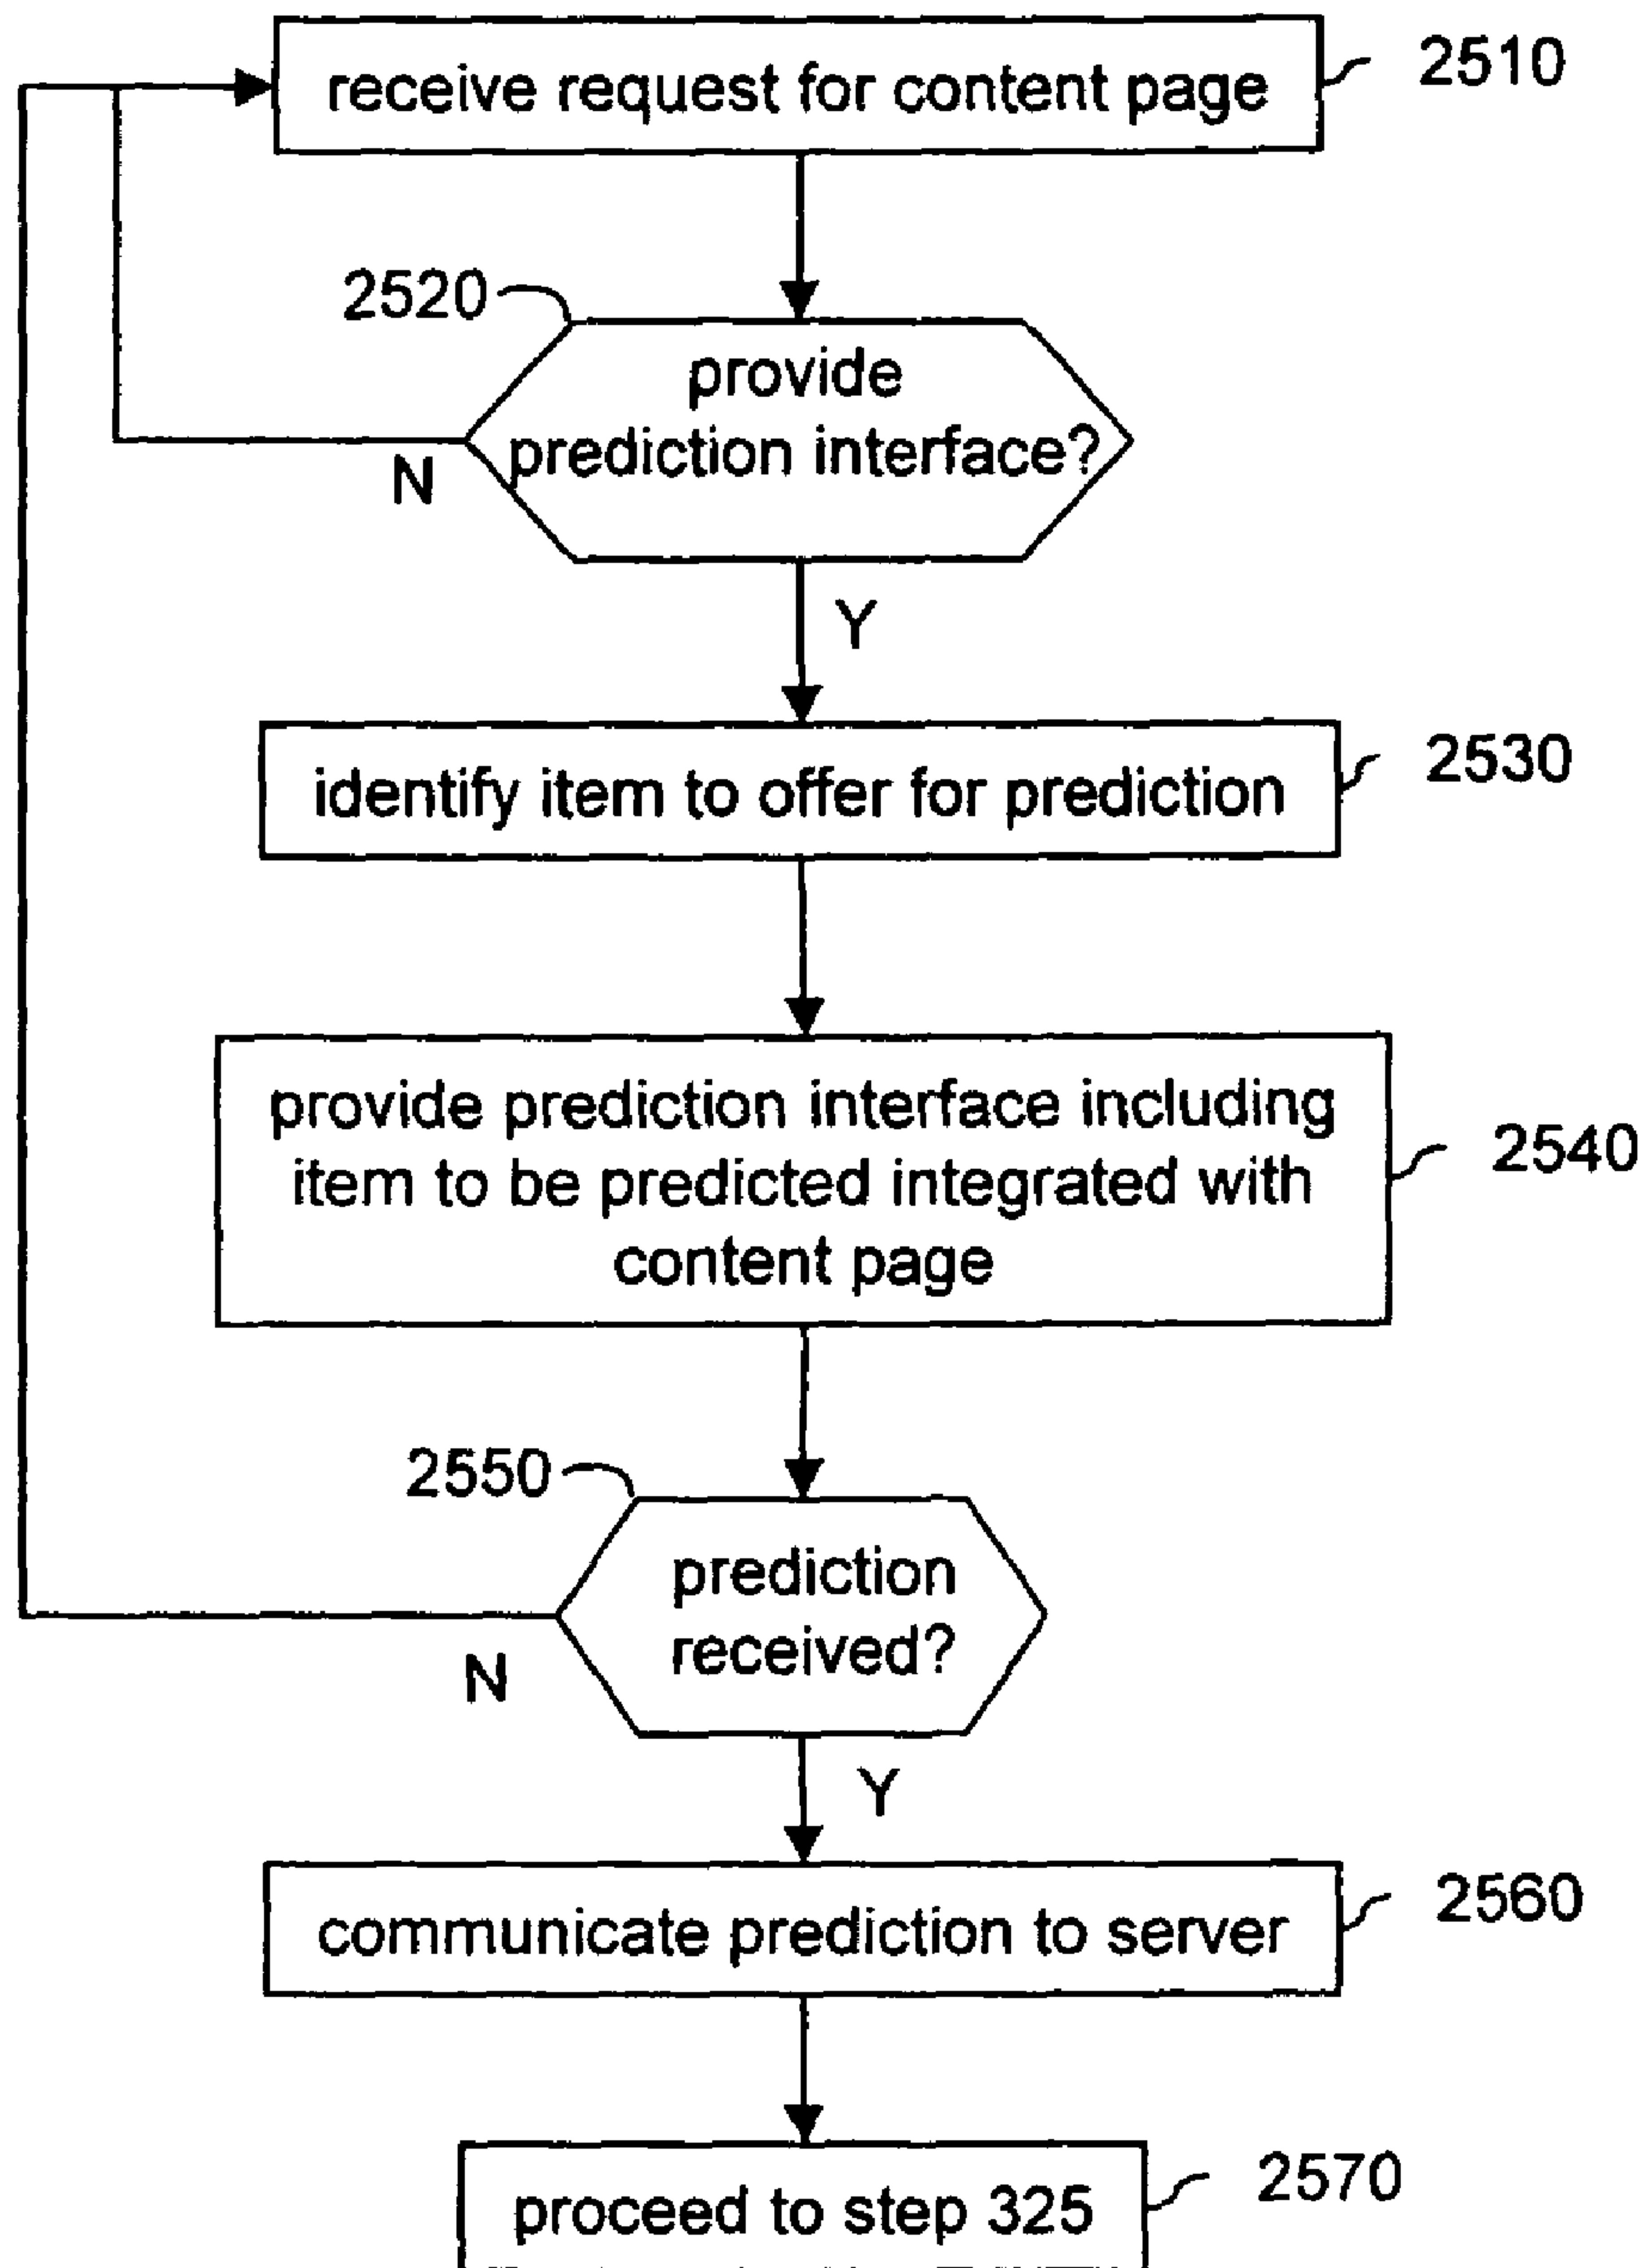 receive request for content page
2510
2520
provide
prediction interface?
N
Y
identify item to offer for prediction
2530
provide prediction interface including
item to be predicted integrated with
content page
2540
2550
prediction
received?
N
Y
communicate prediction to server
2560
proceed to step 325
2570